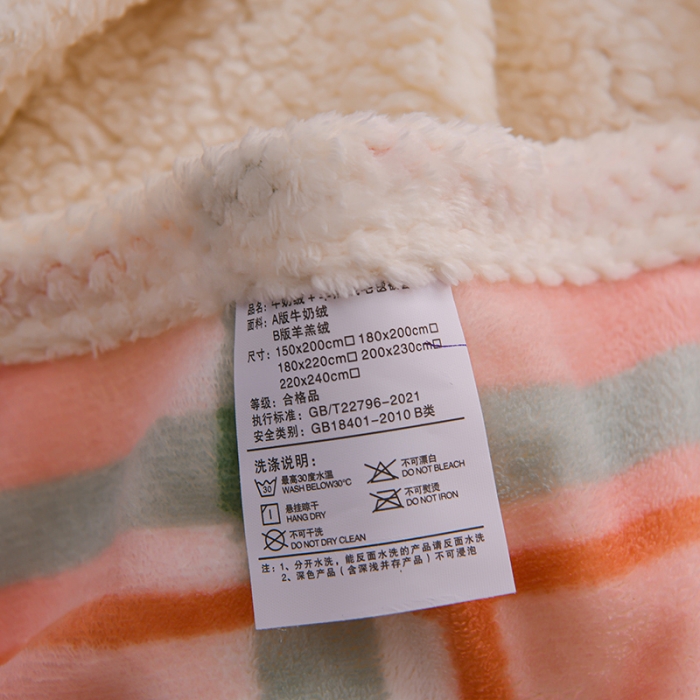 品名：牛奶绒+
面料：A版牛奶绒
B版羊羔绒
尺寸：150x200cm□ 180x200cm□
180x220cm□ 200x230cm□
220x240cm□
等级：合格品
执行标准：GB/T22796-2021
安全类别：GB18401-2010 B类
洗涤说明：
30 最高30度水温 不可漂白
WASH BELOW30°C DO NOT BLEACH
悬挂晾干 不可熨烫
HANG DRY DO NOT IRON
不可干洗
DO NOT DRY CLEAN
注：1、分开水洗，能反面水洗的产品请反面水洗
2、深色产品（含深浅并存产品）不可浸泡